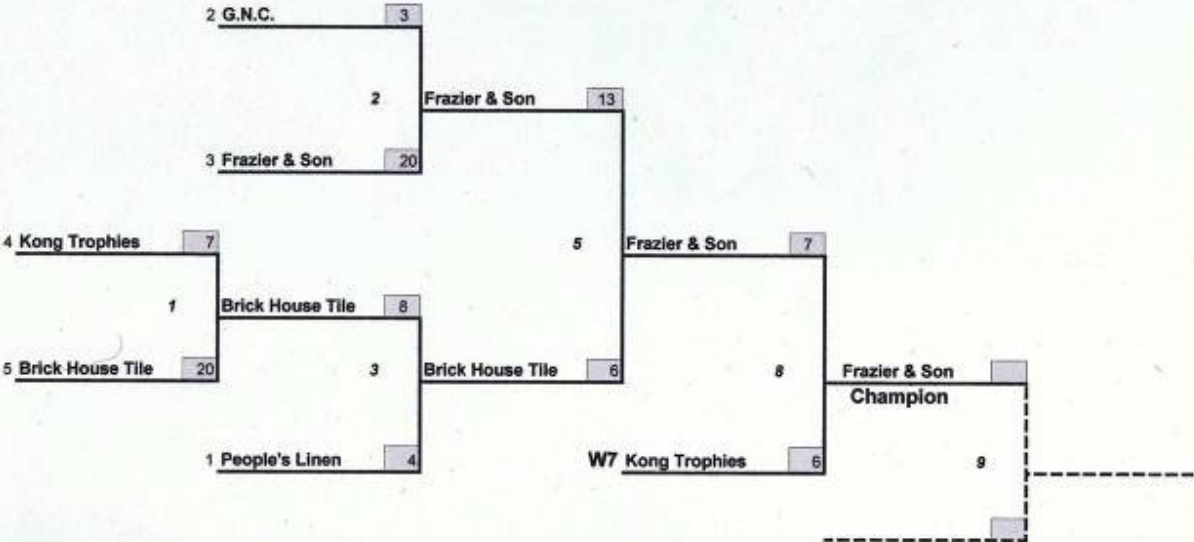 2 G.N.C. 3
2 Frazier & Son 13
3 Frazier & Son 20
4 Kong Trophies 7
5 Frazier & Son 7
1 Brick House Tile 8
5 Brick House Tile 20
3 Brick House Tile 6
8 Frazier & Son
Champion
1 People's Linen 4
W7 Kong Trophies 6
9